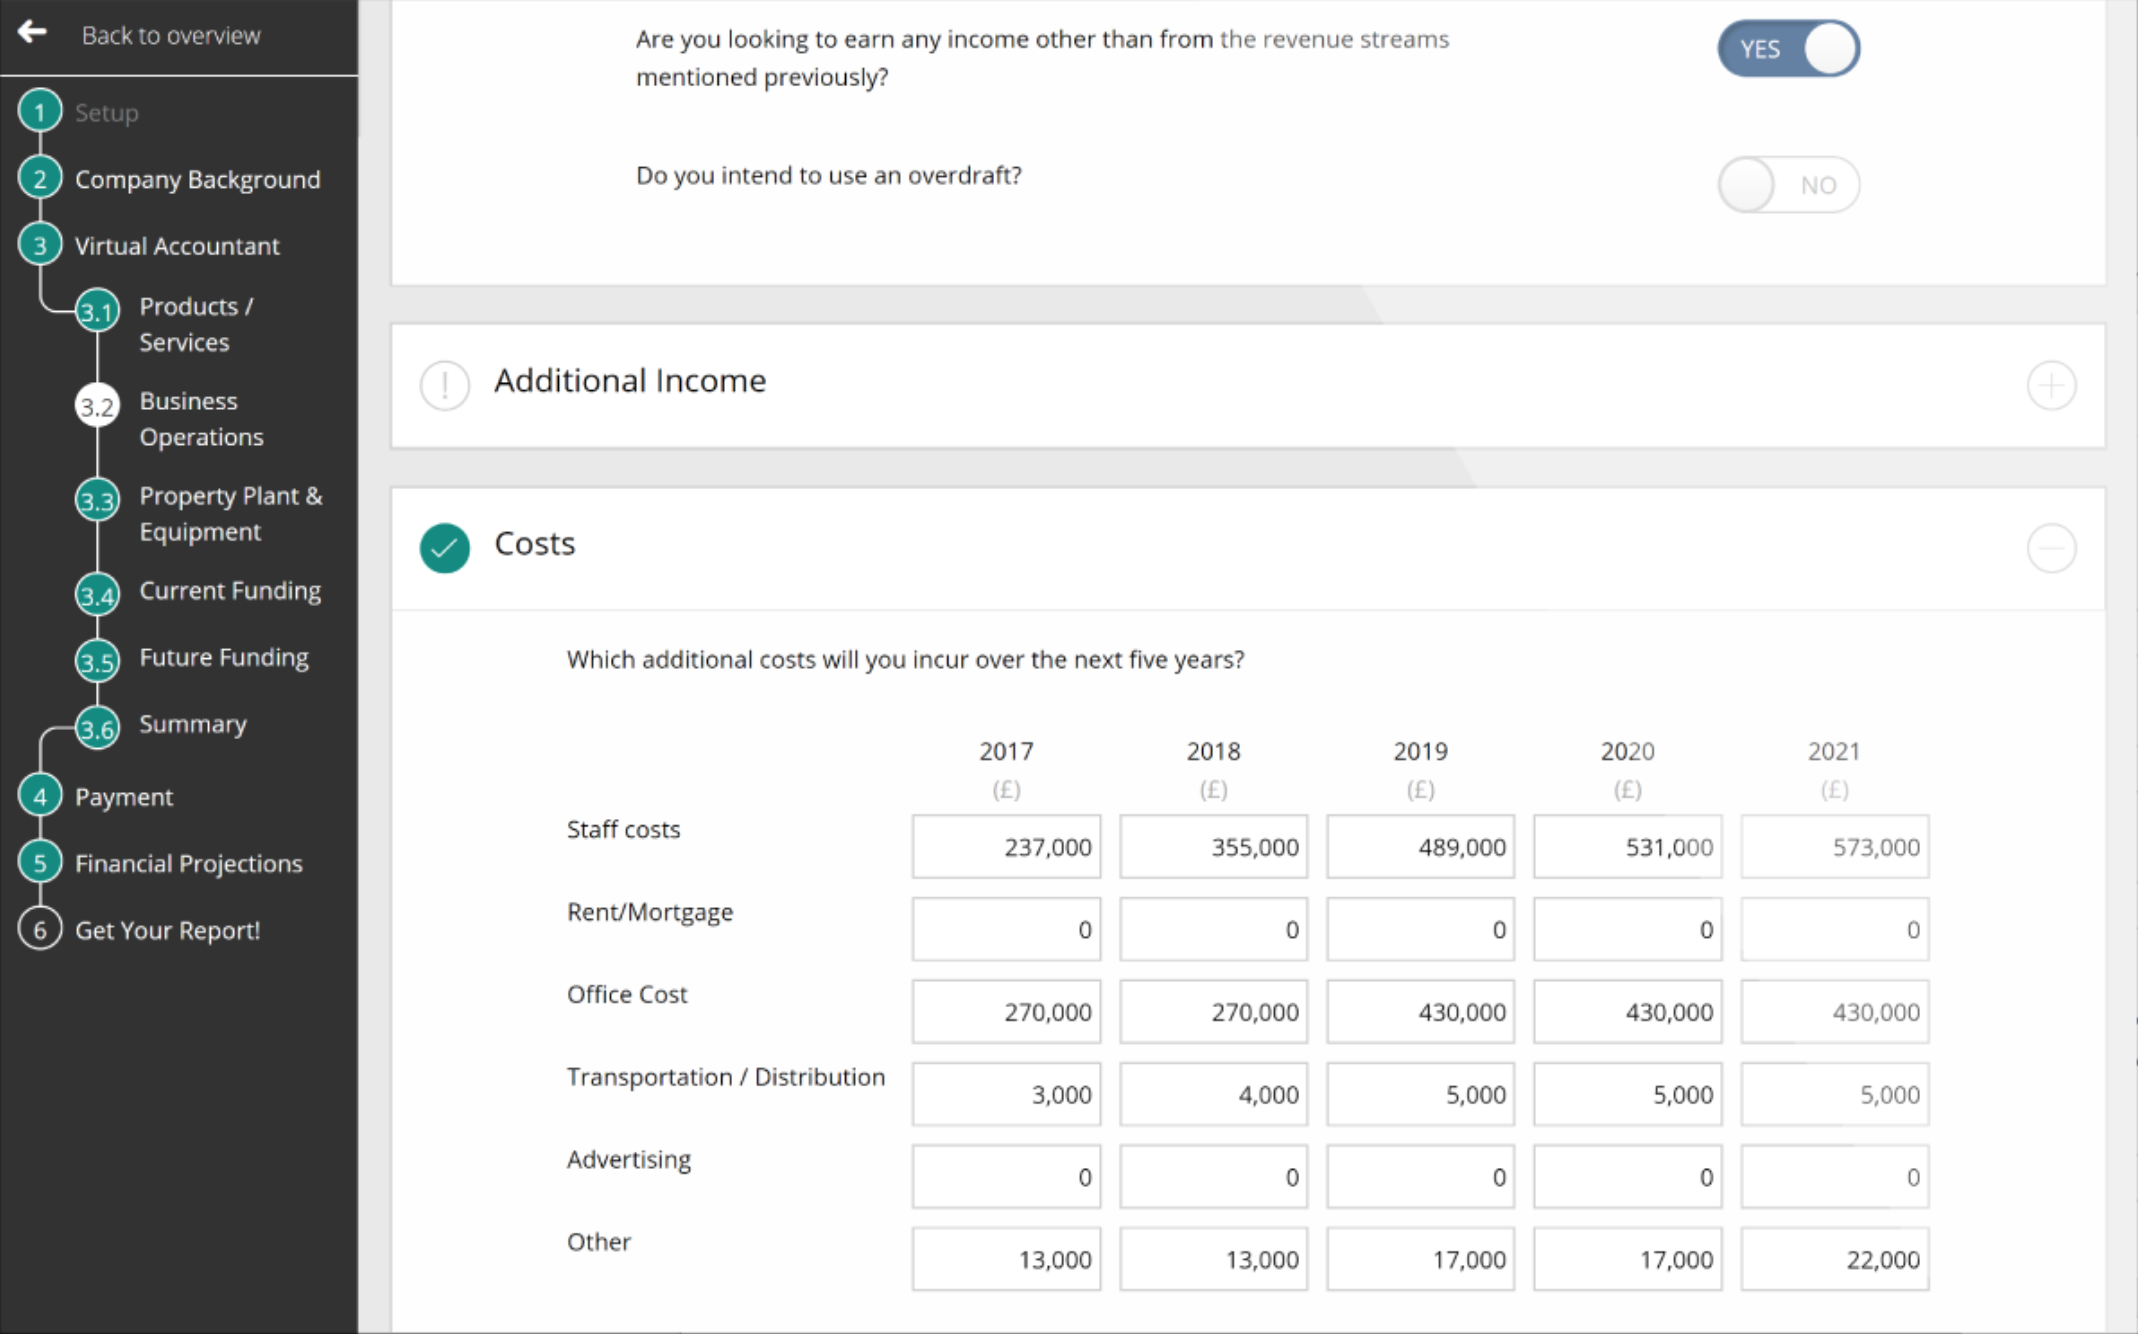 Back to overview
1 Setup
2 Company Background
3 Virtual Accountant
3.1 Products /
Services
3.2 Business
Operations
3.3 Property Plant &
Equipment
3.4 Current Funding
3.5 Future Funding
3.6 Summary
4 Payment
5 Financial Projections
6 Get Your Report!
Are you looking to earn any income other than from the revenue streams
mentioned previously?
YES
Do you intend to use an overdraft?
NO
! Additional Income
Costs
Which additional costs will you incur over the next five years?
2017 2018 2019 2020 2021
(£) (£) (£) (£) (£)
Staff costs 237,000 355,000 489,000 531,000 573,000
Rent/Mortgage 0 0 0 0 0
Office Cost 270,000 270,000 430,000 430,000 430,000
Transportation / Distribution 3,000 4,000 5,000 5,000 5,000
Advertising 0 0 0 0 0
Other 13,000 13,000 17,000 17,000 22,000